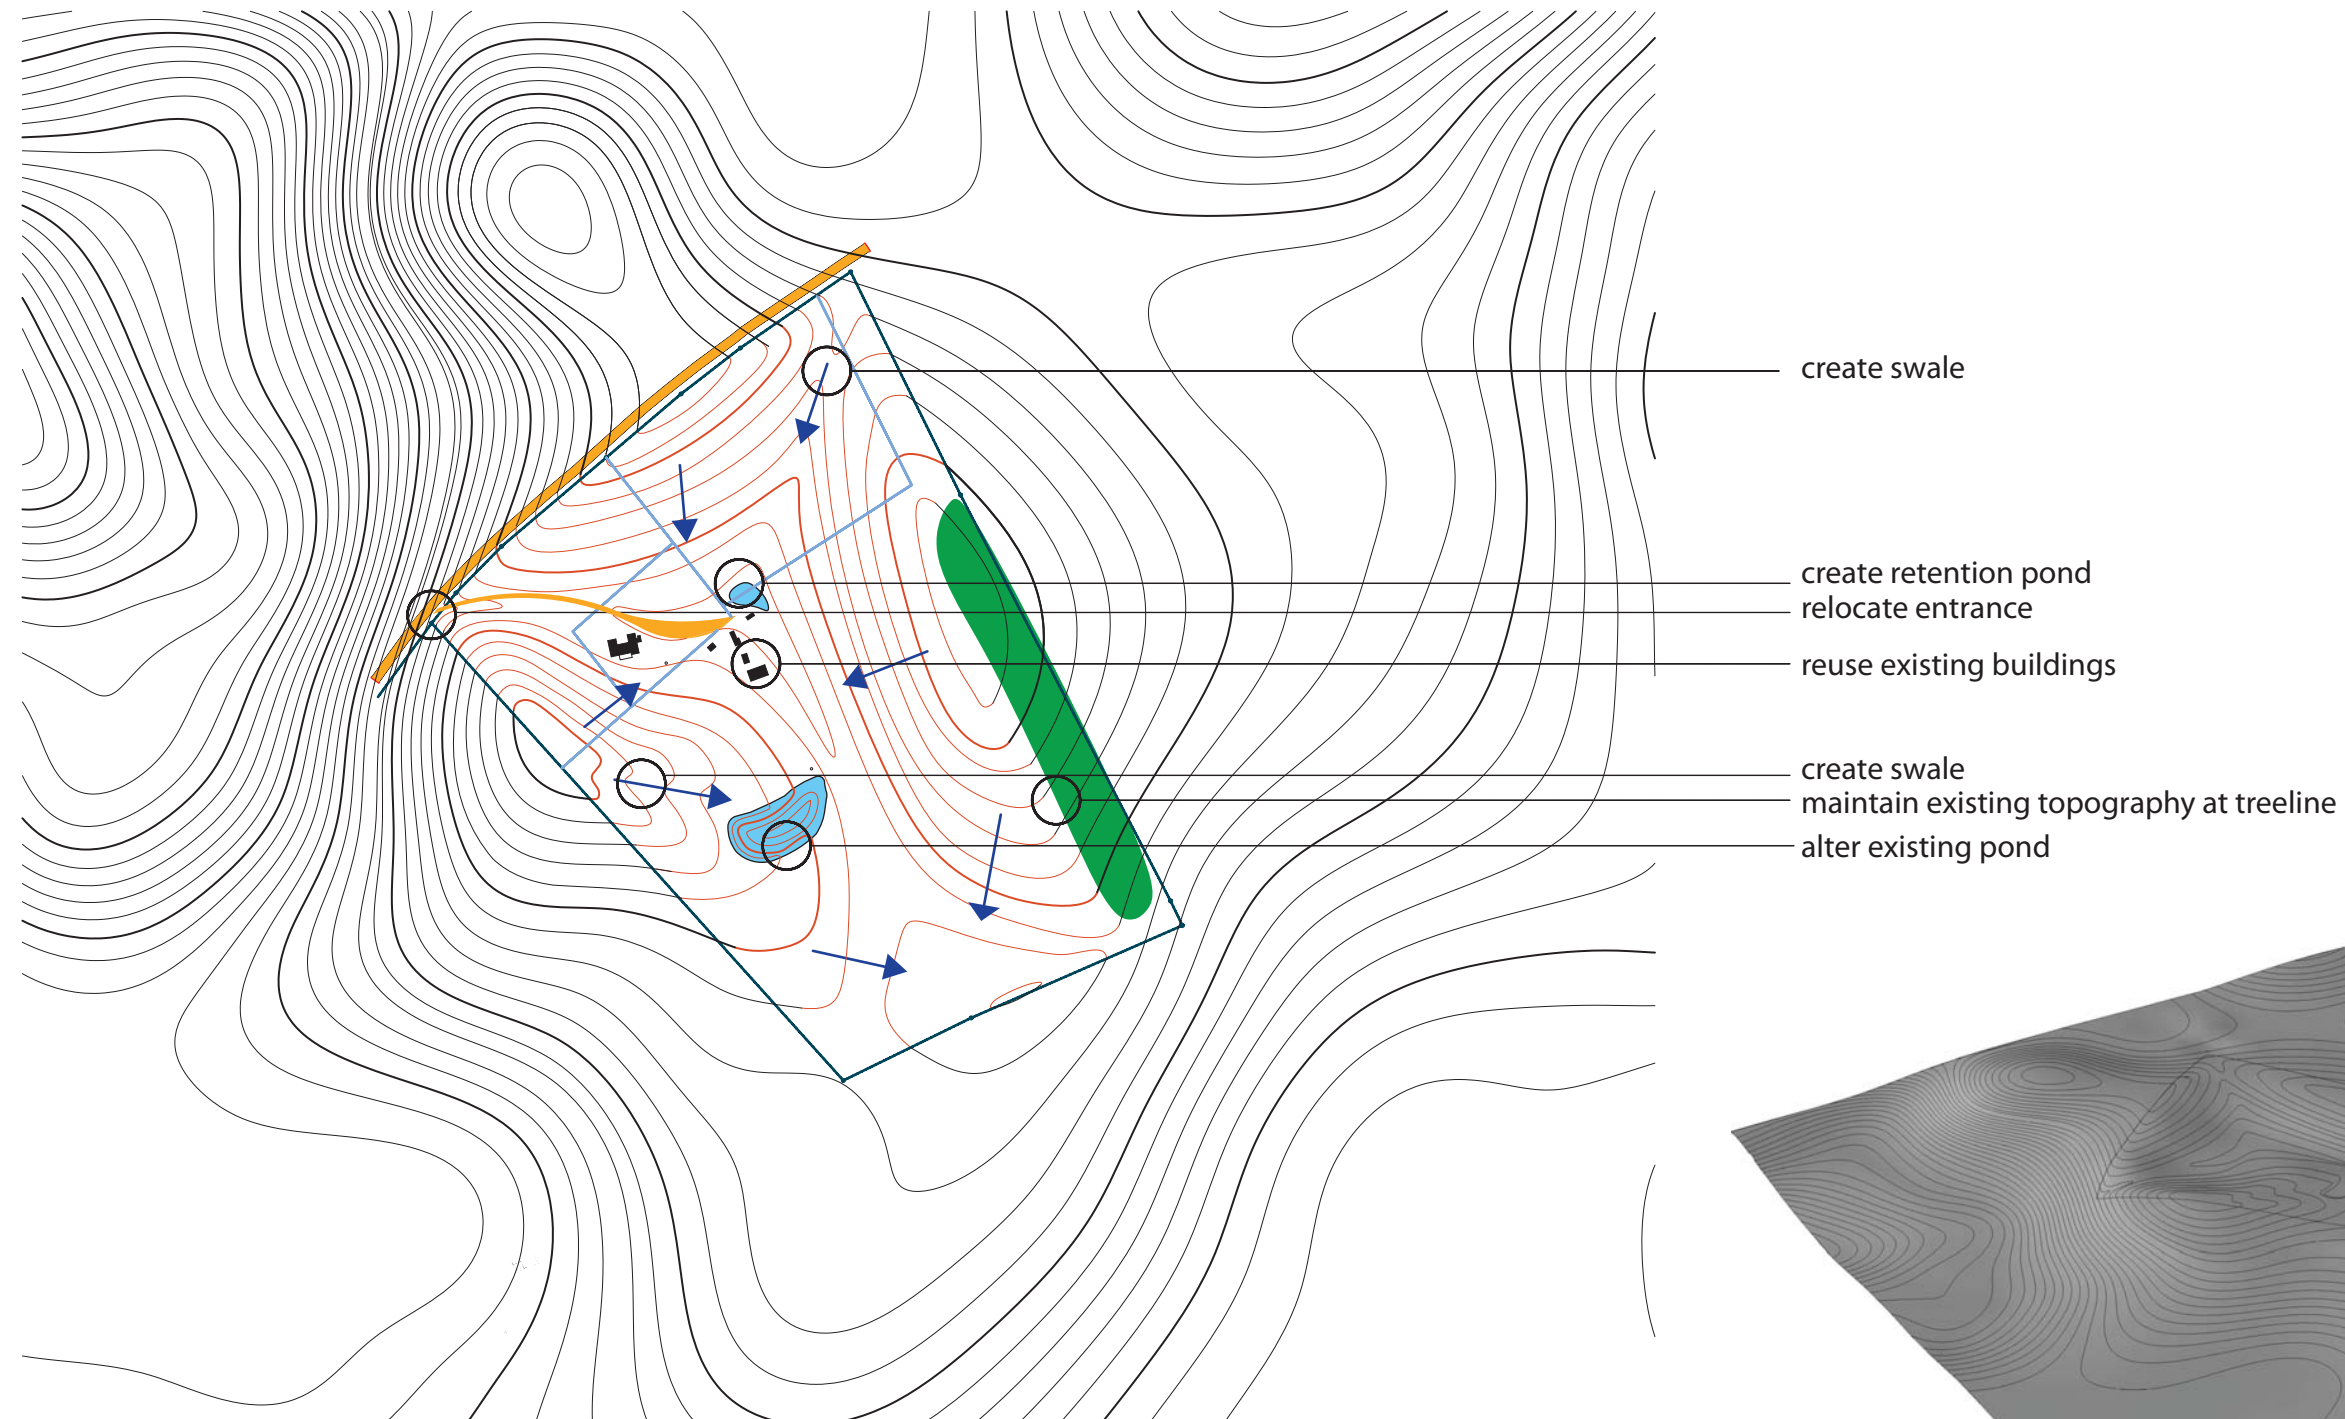 create swale
create retention pond
relocate entrance
reuse existing buildings
create swale
maintain existing topography at treeline
alter existing pond